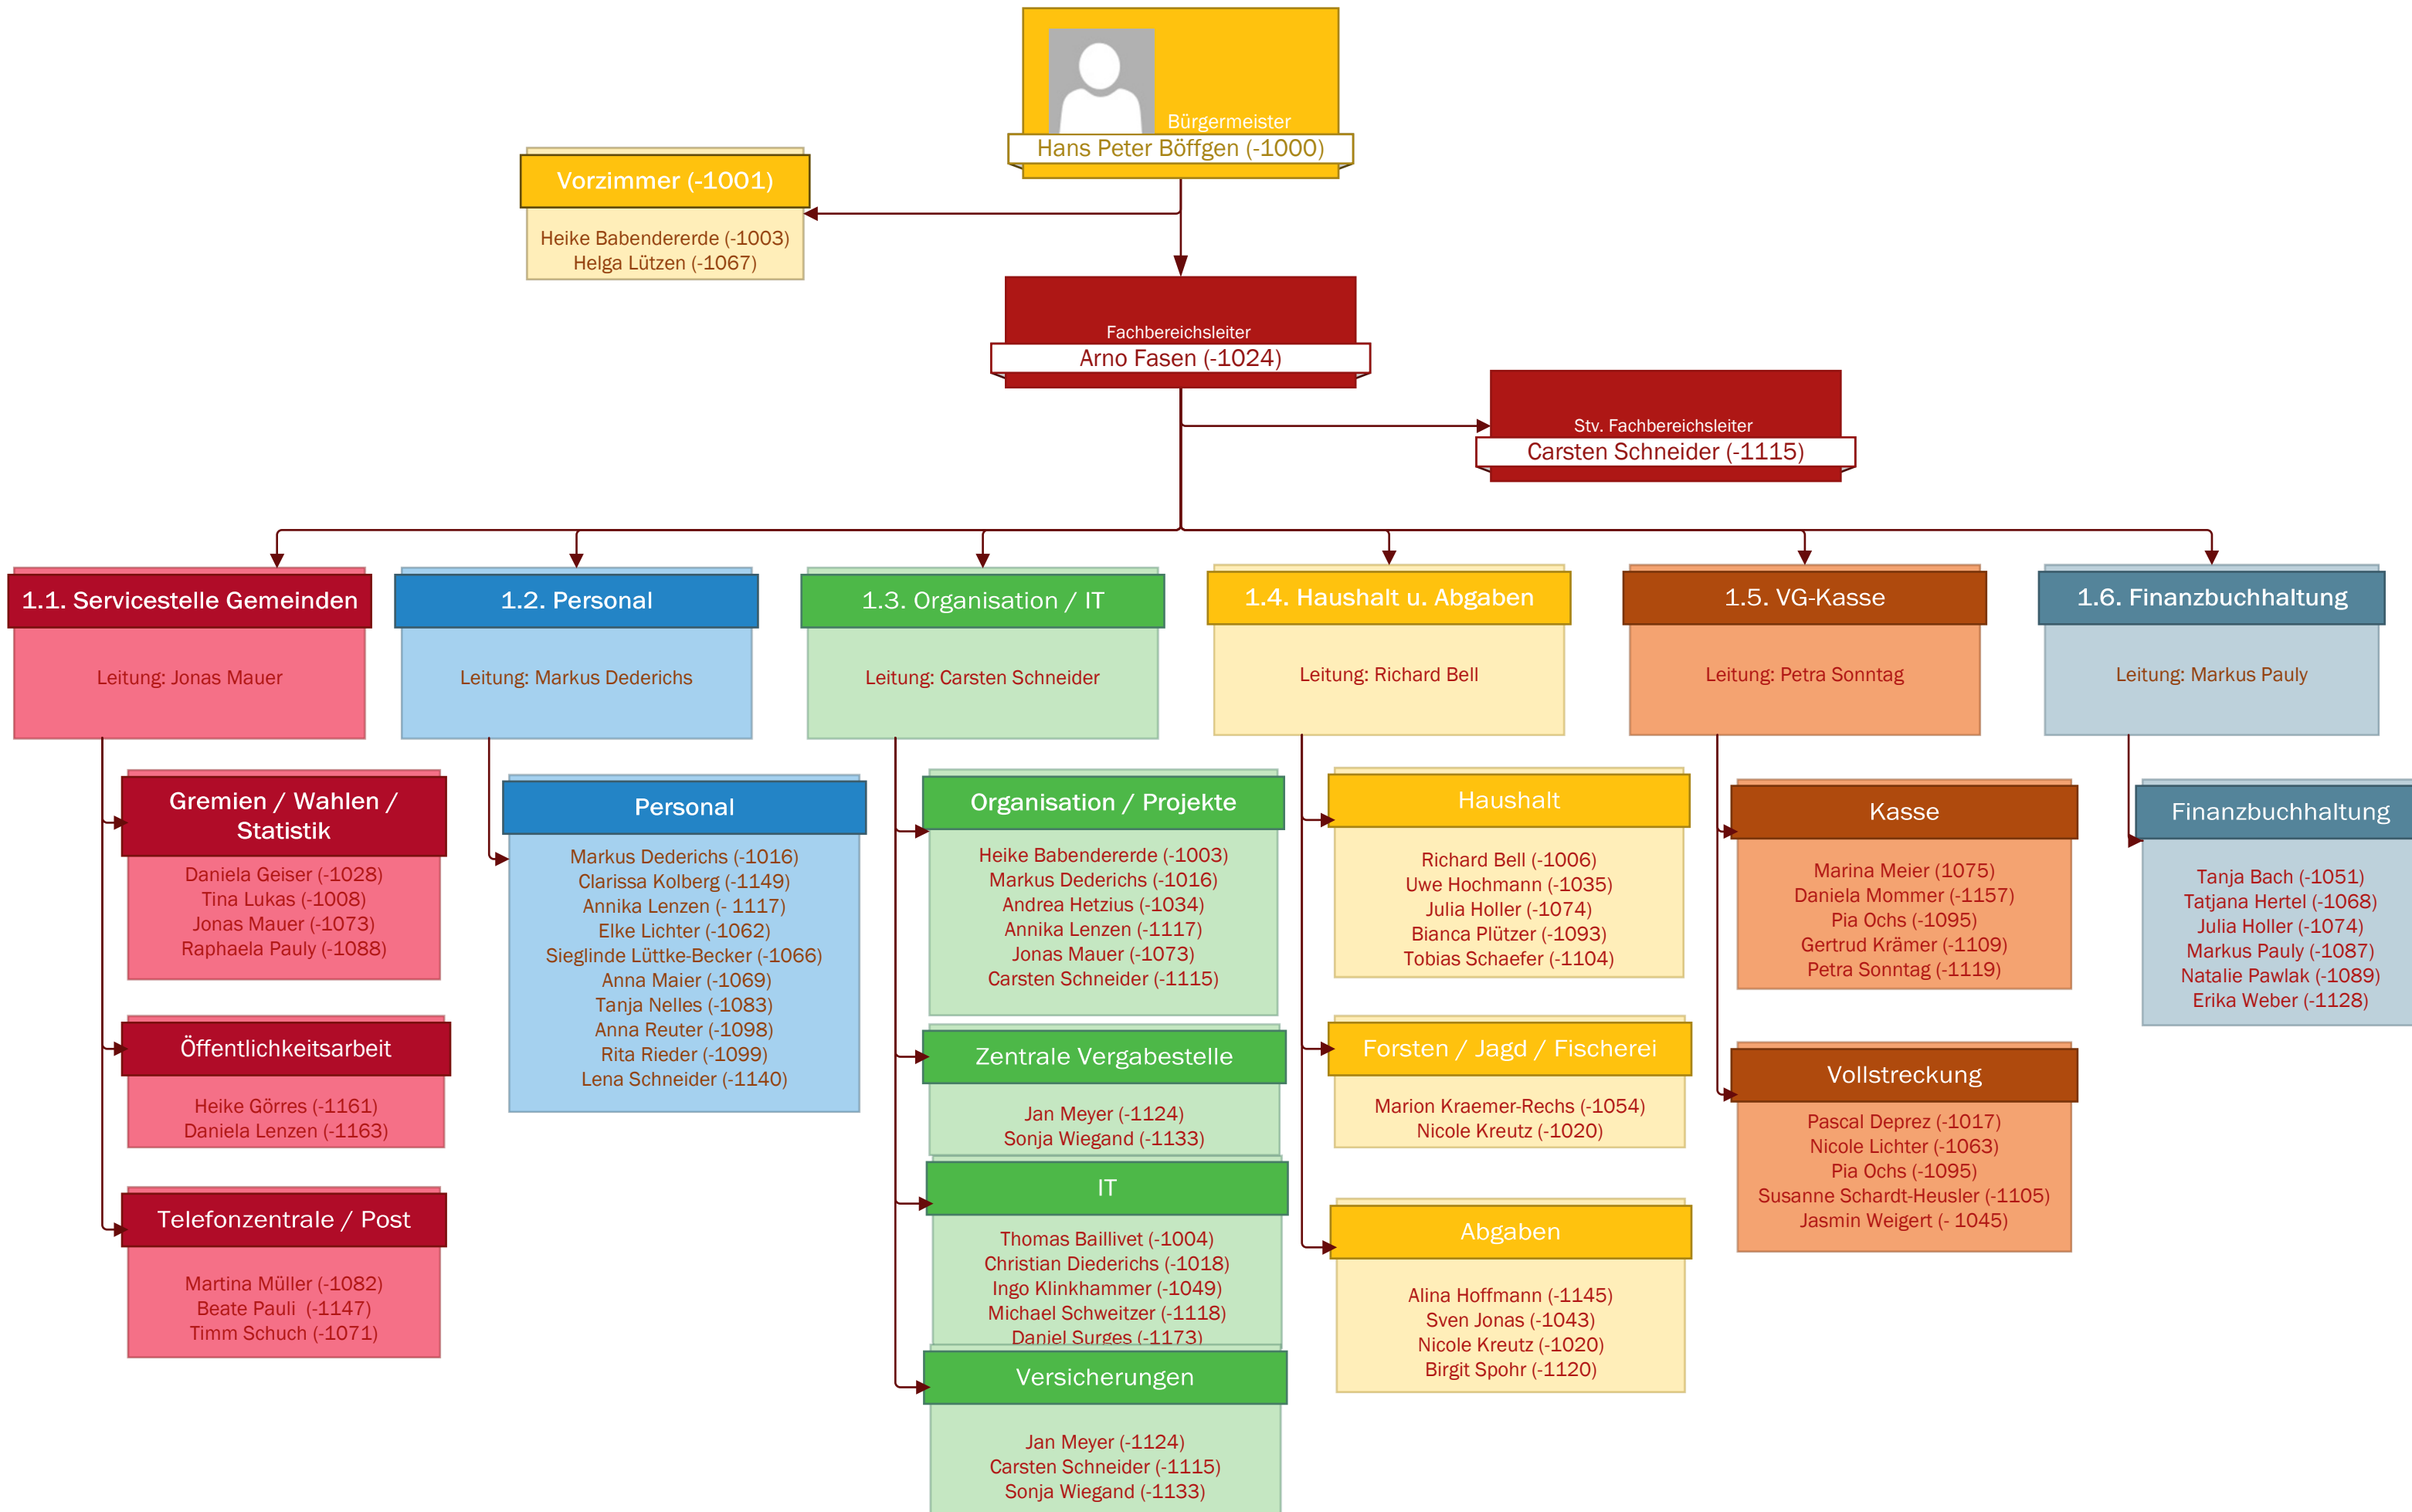 Bürgermeister
Hans Peter Böffgen (-1000)
Vorzimmer (-1001)
Heike Babendererde (-1003)
Helga Lützen (-1067)
Fachbereichsleiter
Arno Fasen (-1024)
Stv. Fachbereichsleiter
Carsten Schneider (-1115)
1.1. Servicestelle Gemeinden
Leitung: Jonas Mauer
Gremien / Wahlen /
Statistik
Daniela Geiser (-1028)
Tina Lukas (-1008)
Jonas Mauer (-1073)
Raphaela Pauly (-1088)
Öffentlichkeitsarbeit
Heike Görres (-1161)
Daniela Lenzen (-1163)
Telefonzentrale / Post
Martina Müller (-1082)
Beate Pauli  (-1147)
Timm Schuch (-1071)
1.2. Personal
Leitung: Markus Dederichs
Personal
Markus Dederichs (-1016)
Clarissa Kolberg (-1149)
Annika Lenzen (- 1117)
Elke Lichter (-1062)
Sieglinde Lüttke-Becker (-1066)
Anna Maier (-1069)
Tanja Nelles (-1083)
Anna Reuter (-1098)
Rita Rieder (-1099)
Lena Schneider (-1140)
1.3. Organisation / IT
Leitung: Carsten Schneider
Organisation / Projekte
Heike Babendererde (-1003)
Markus Dederichs (-1016)
Andrea Hetzius (-1034)
Annika Lenzen (-1117)
Jonas Mauer (-1073)
Carsten Schneider (-1115)
Zentrale Vergabestelle
Jan Meyer (-1124)
Sonja Wiegand (-1133)
IT
Thomas Baillivet (-1004)
Christian Diederichs (-1018)
Ingo Klinkhammer (-1049)
Michael Schweitzer (-1118)
Daniel Surges (-1173)
Versicherungen
Jan Meyer (-1124)
Carsten Schneider (-1115)
Sonja Wiegand (-1133)
1.4. Haushalt u. Abgaben
Leitung: Richard Bell
Haushalt
Richard Bell (-1006)
Uwe Hochmann (-1035)
Julia Holler (-1074)
Bianca Plützer (-1093)
Tobias Schaefer (-1104)
Forsten / Jagd / Fischerei
Marion Kraemer-Rechs (-1054)
Nicole Kreutz (-1020)
Abgaben
Alina Hoffmann (-1145)
Sven Jonas (-1043)
Nicole Kreutz (-1020)
Birgit Spohr (-1120)
1.5. VG-Kasse
Leitung: Petra Sonntag
Kasse
Marina Meier (1075)
Daniela Mommer (-1157)
Pia Ochs (-1095)
Gertrud Krämer (-1109)
Petra Sonntag (-1119)
Vollstreckung
Pascal Deprez (-1017)
Nicole Lichter (-1063)
Pia Ochs (-1095)
Susanne Schardt-Heusler (-1105)
Jasmin Weigert (- 1045)
1.6. Finanzbuchhaltung
Leitung: Markus Pauly
Finanzbuchhaltung
Tanja Bach (-1051)
Tatjana Hertel (-1068)
Julia Holler (-1074)
Markus Pauly (-1087)
Natalie Pawlak (-1089)
Erika Weber (-1128)